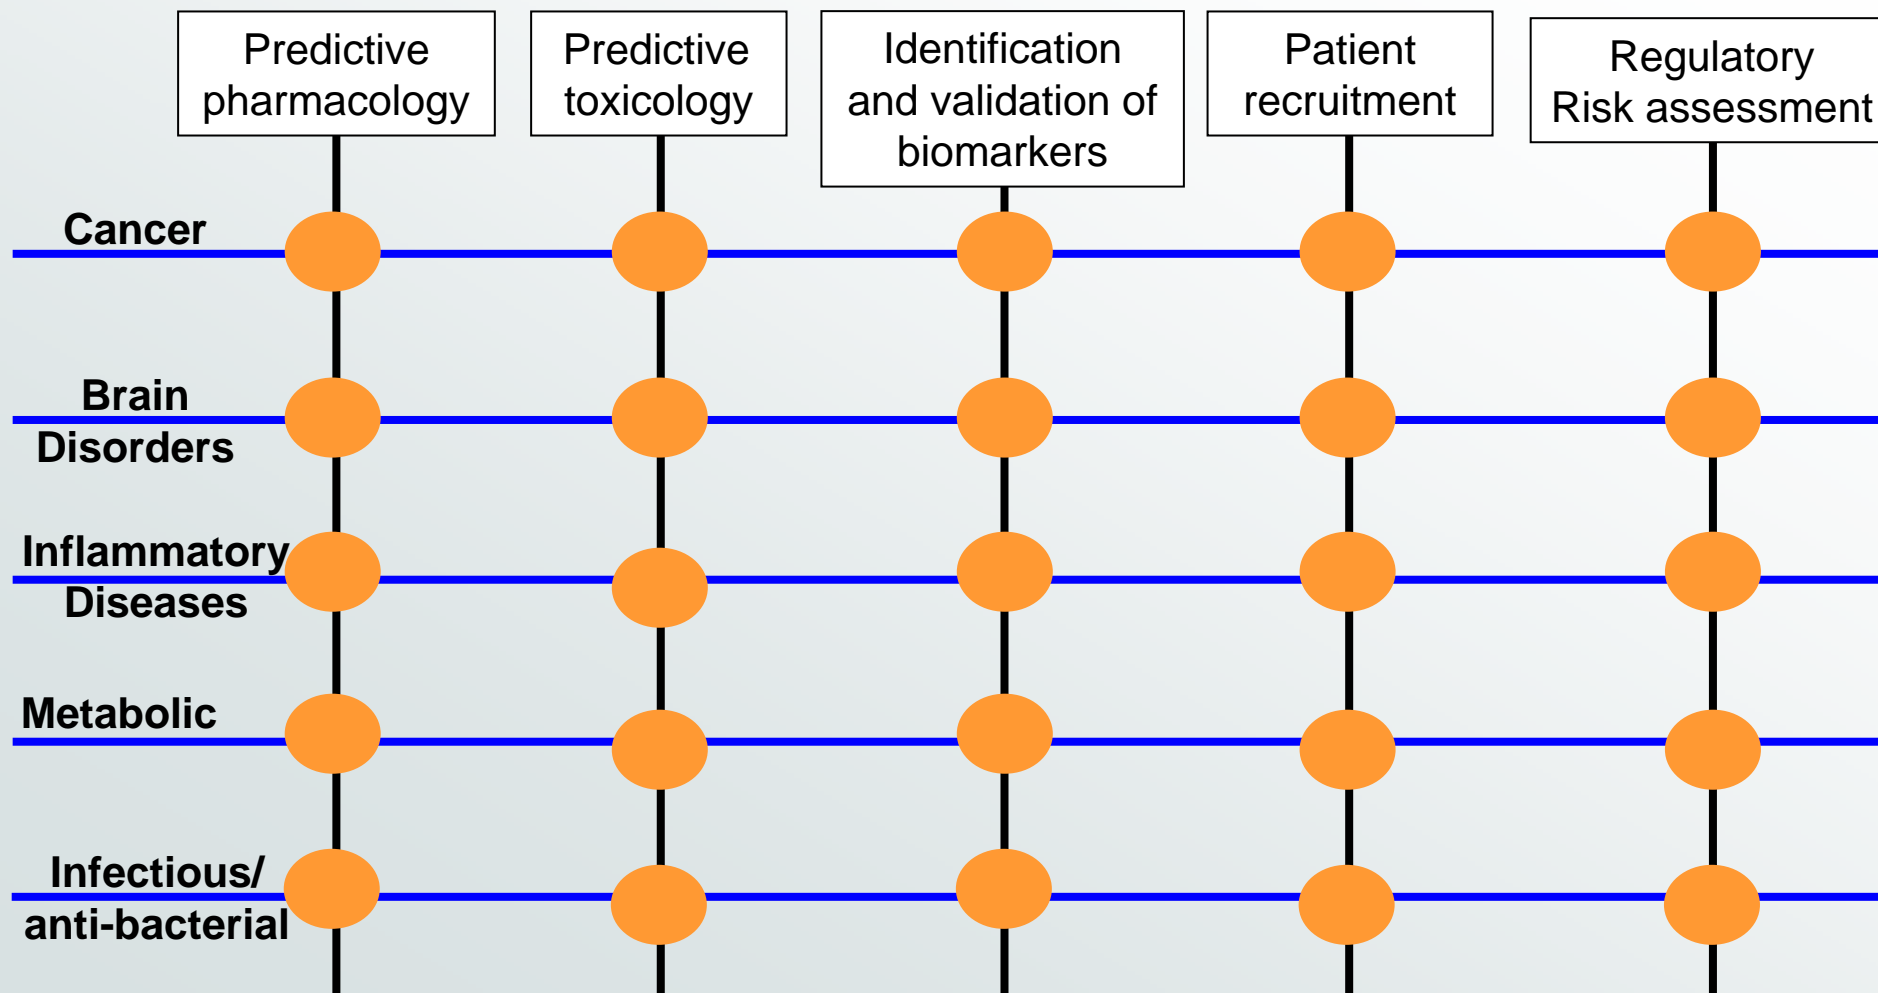 Predictive
pharmacology
Predictive
toxicology
Identification
and validation of
biomarkers
Patient
recruitment
Regulatory
Risk assessment
Cancer
Brain
Disorders
Inflammatory
Diseases
Metabolic
Infectious/
anti-bacterial